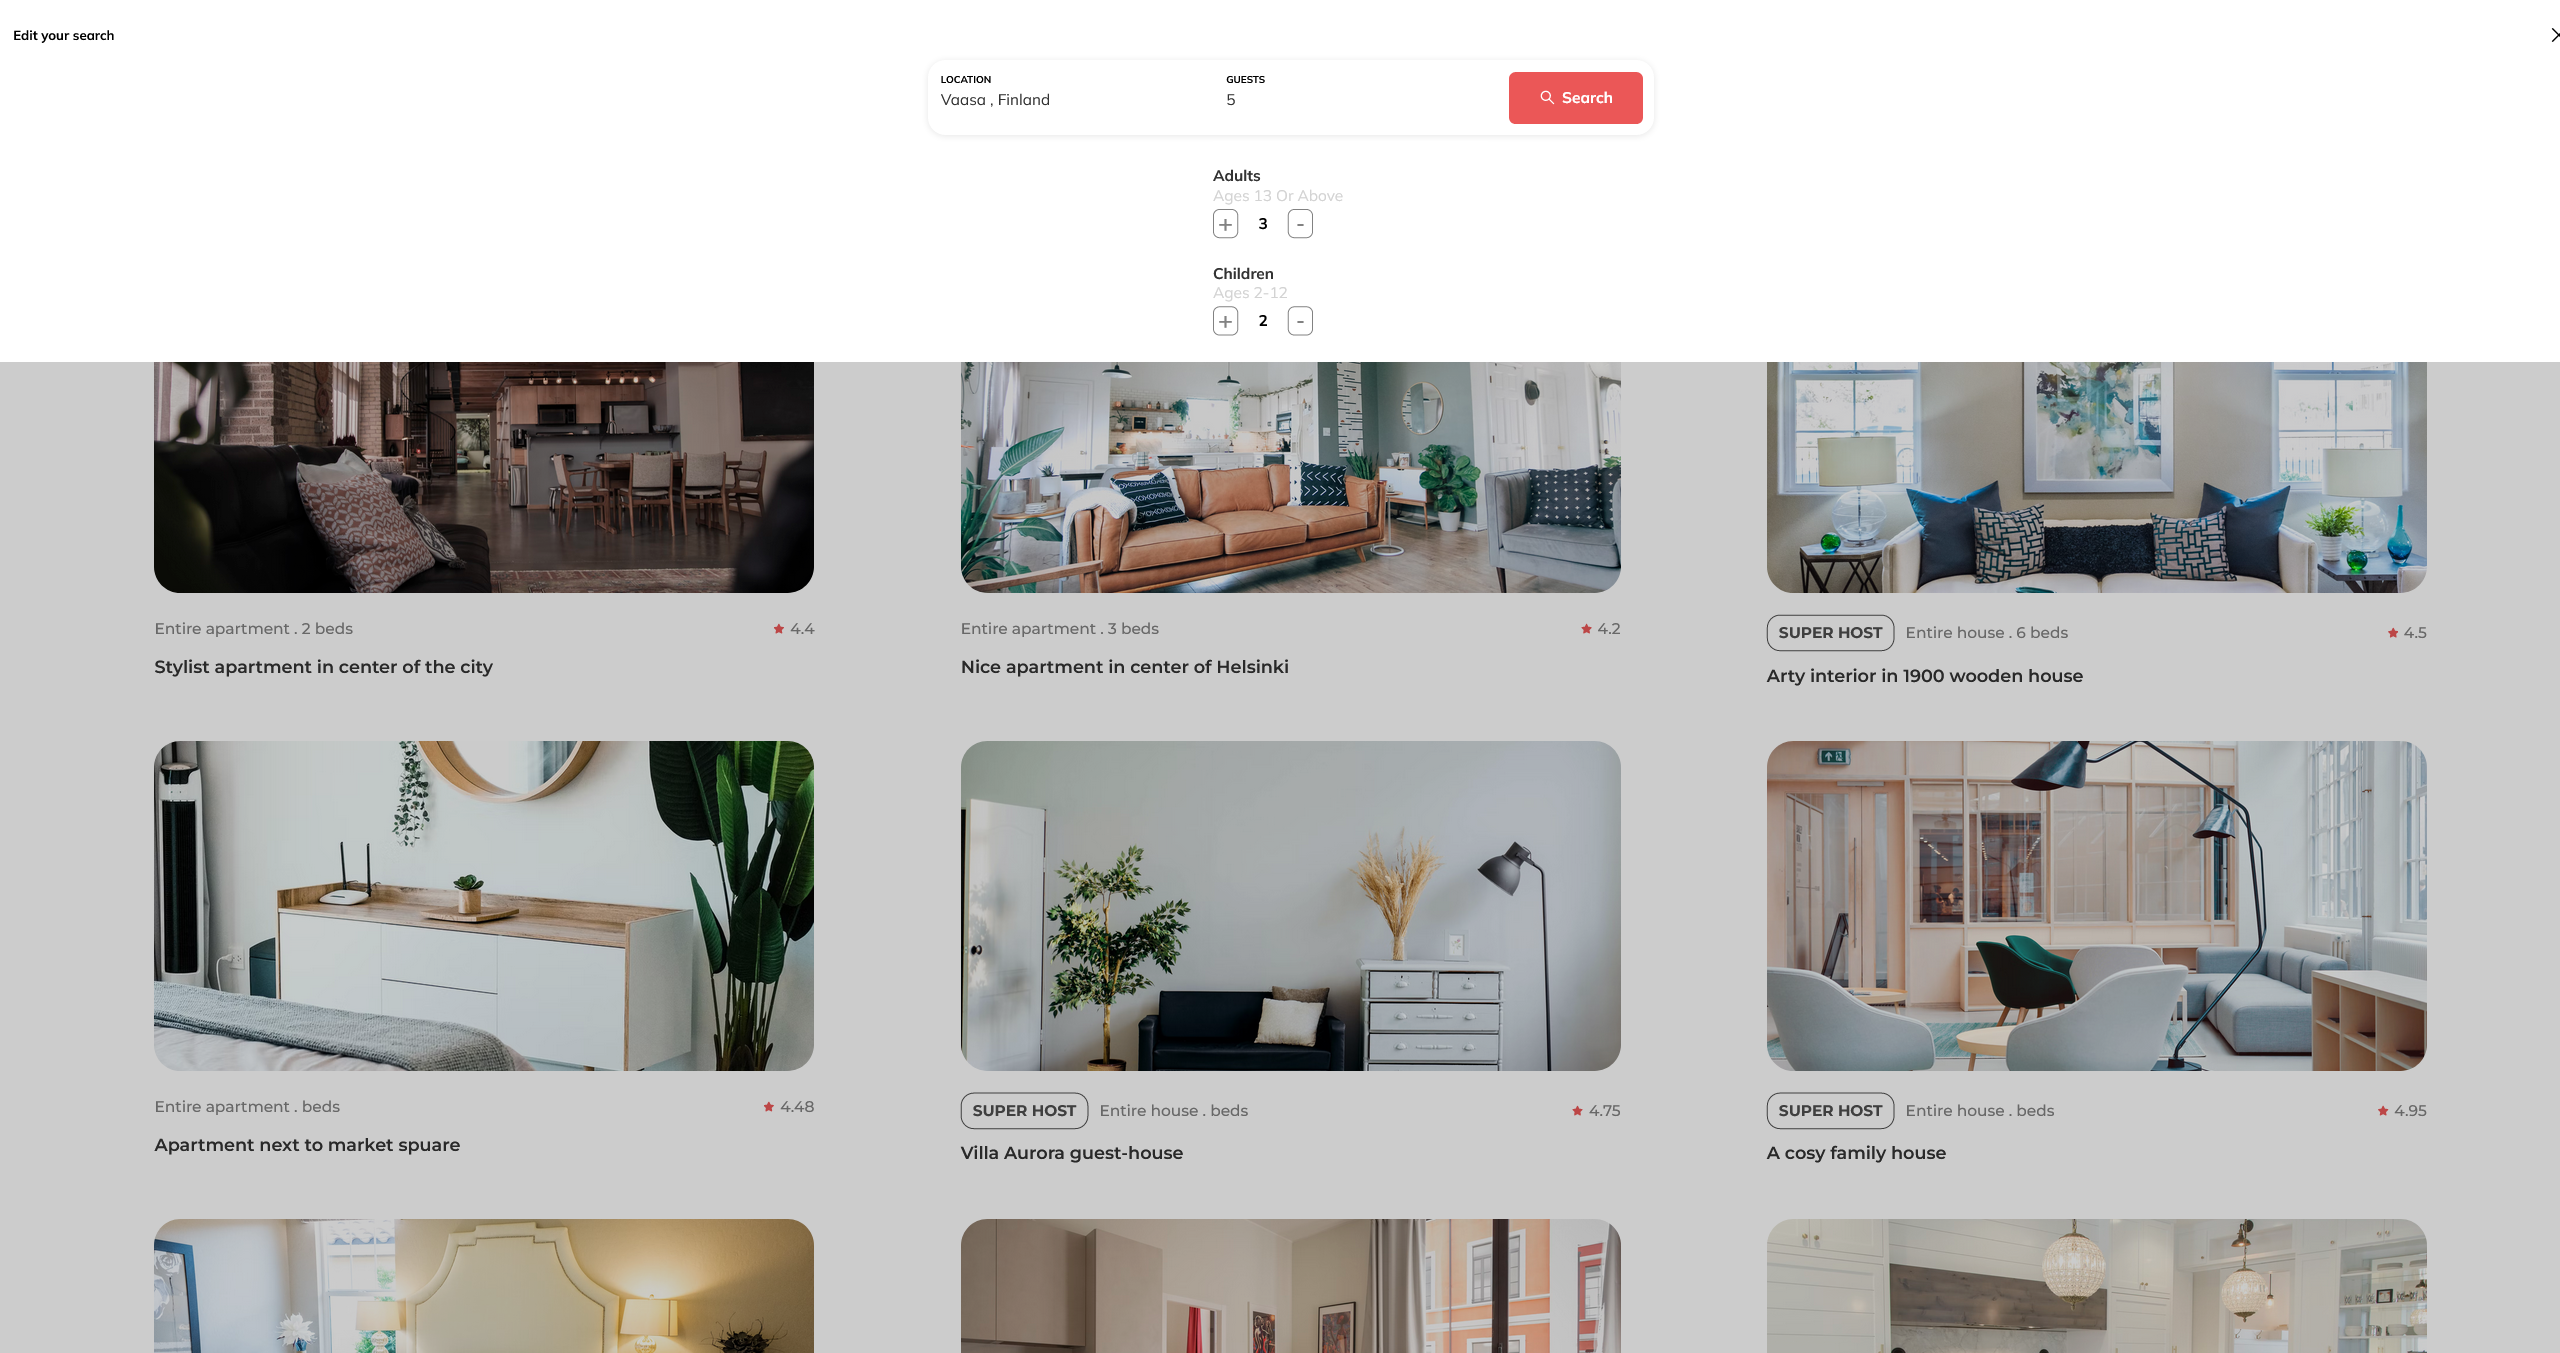 Edit your search
LOCATION
Vaasa , Finland
GUESTS
5
Search
Adults
Ages 13 Or Above
+ 3 -
Children
Ages 2-12
+ 2 -
Entire apartment . 2 beds 4.4
Stylist apartment in center of the city
Entire apartment . 3 beds 4.2
Nice apartment in center of Helsinki
SUPER HOST Entire house . 6 beds 4.5
Arty interior in 1900 wooden house
Entire apartment . beds 4.48
Apartment next to market spuare
SUPER HOST Entire house . beds 4.75
Villa Aurora guest-house
SUPER HOST Entire house . beds 4.95
A cosy family house